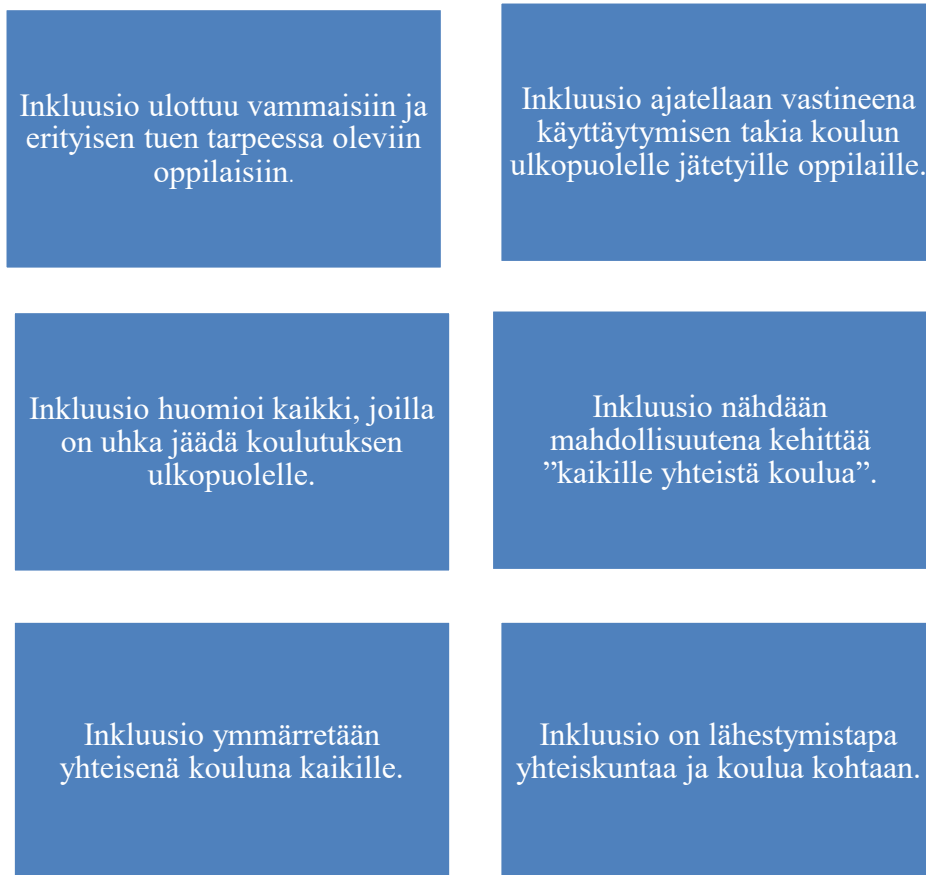 Inkluusio ulottuu vammaisiin ja
erityisen tuen tarpeessa oleviin
oppilaisiin.
Inkluusio ajatellaan vastineena
käyttäytymisen takia koulun
ulkopuolelle jätetyille oppilaille.
Inkluusio huomioi kaikki, joilla
on uhka jäädä koulutuksen
ulkopuolelle.
Inkluusio nähdään
mahdollisuutena kehittää
”kaikille yhteistä koulua”.
Inkluusio ymmärretään
yhteisenä kouluna kaikille.
Inkluusio on lähestymistapa
yhteiskuntaa ja koulua kohtaan.